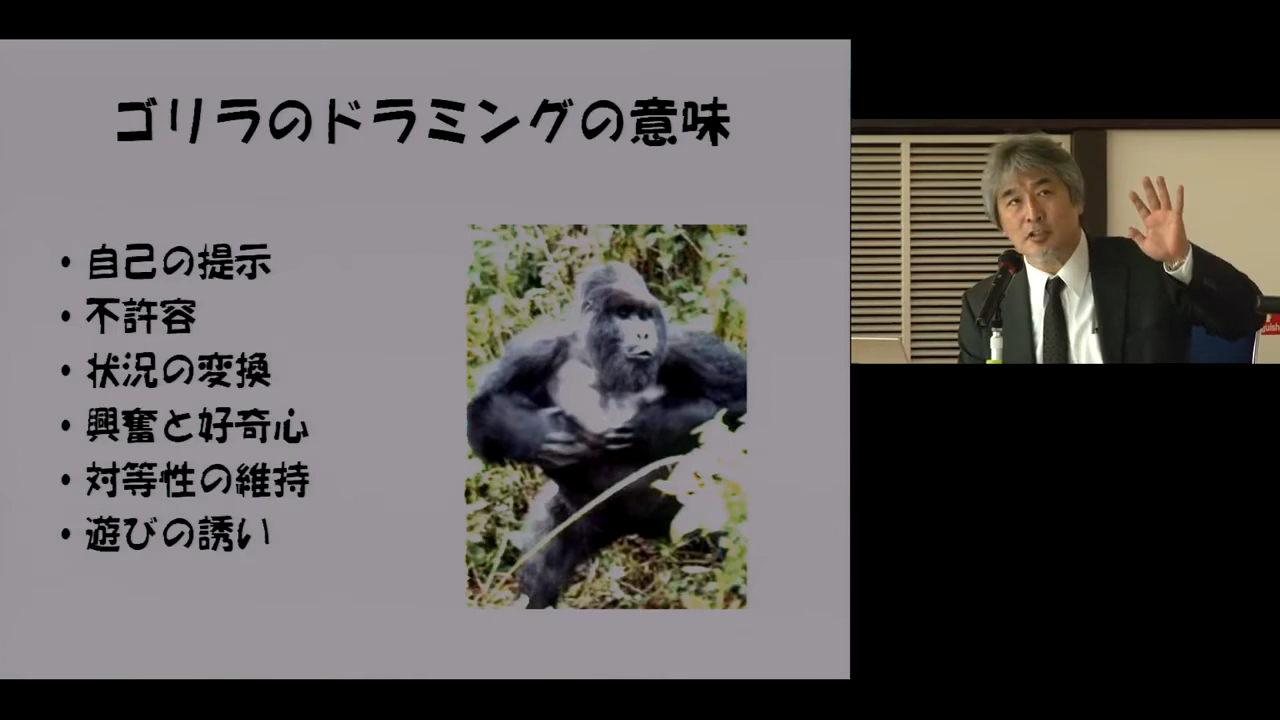 ゴリラのドラミングの意味
・自己の提示
・不許容
・状況の変換
・興奮と好奇心
・対等性の維持
・遊びの誘い